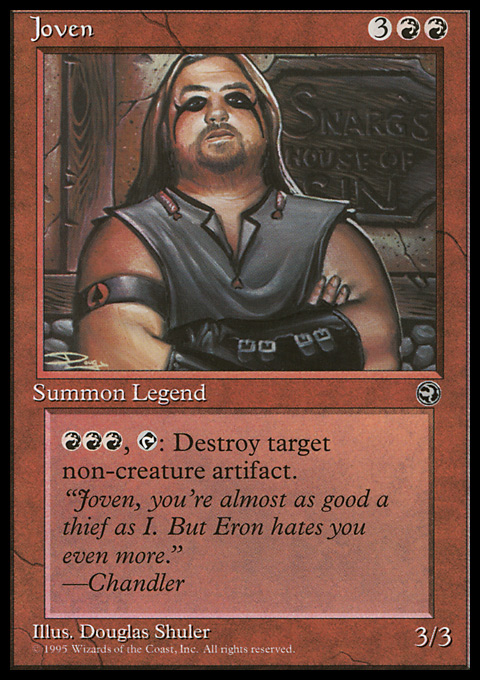 Joven 3
SNARG'S
HOUSE OF
SIN
Doug
Summon Legend
, : Destroy target
non-creature artifact.
“Joven, you’re almost as good a
thief as I. But Eron hates you
even more.”
—Chandler
Illus. Douglas Shuler
© 1995 Wizards of the Coast, Inc. All rights reserved.
3/3